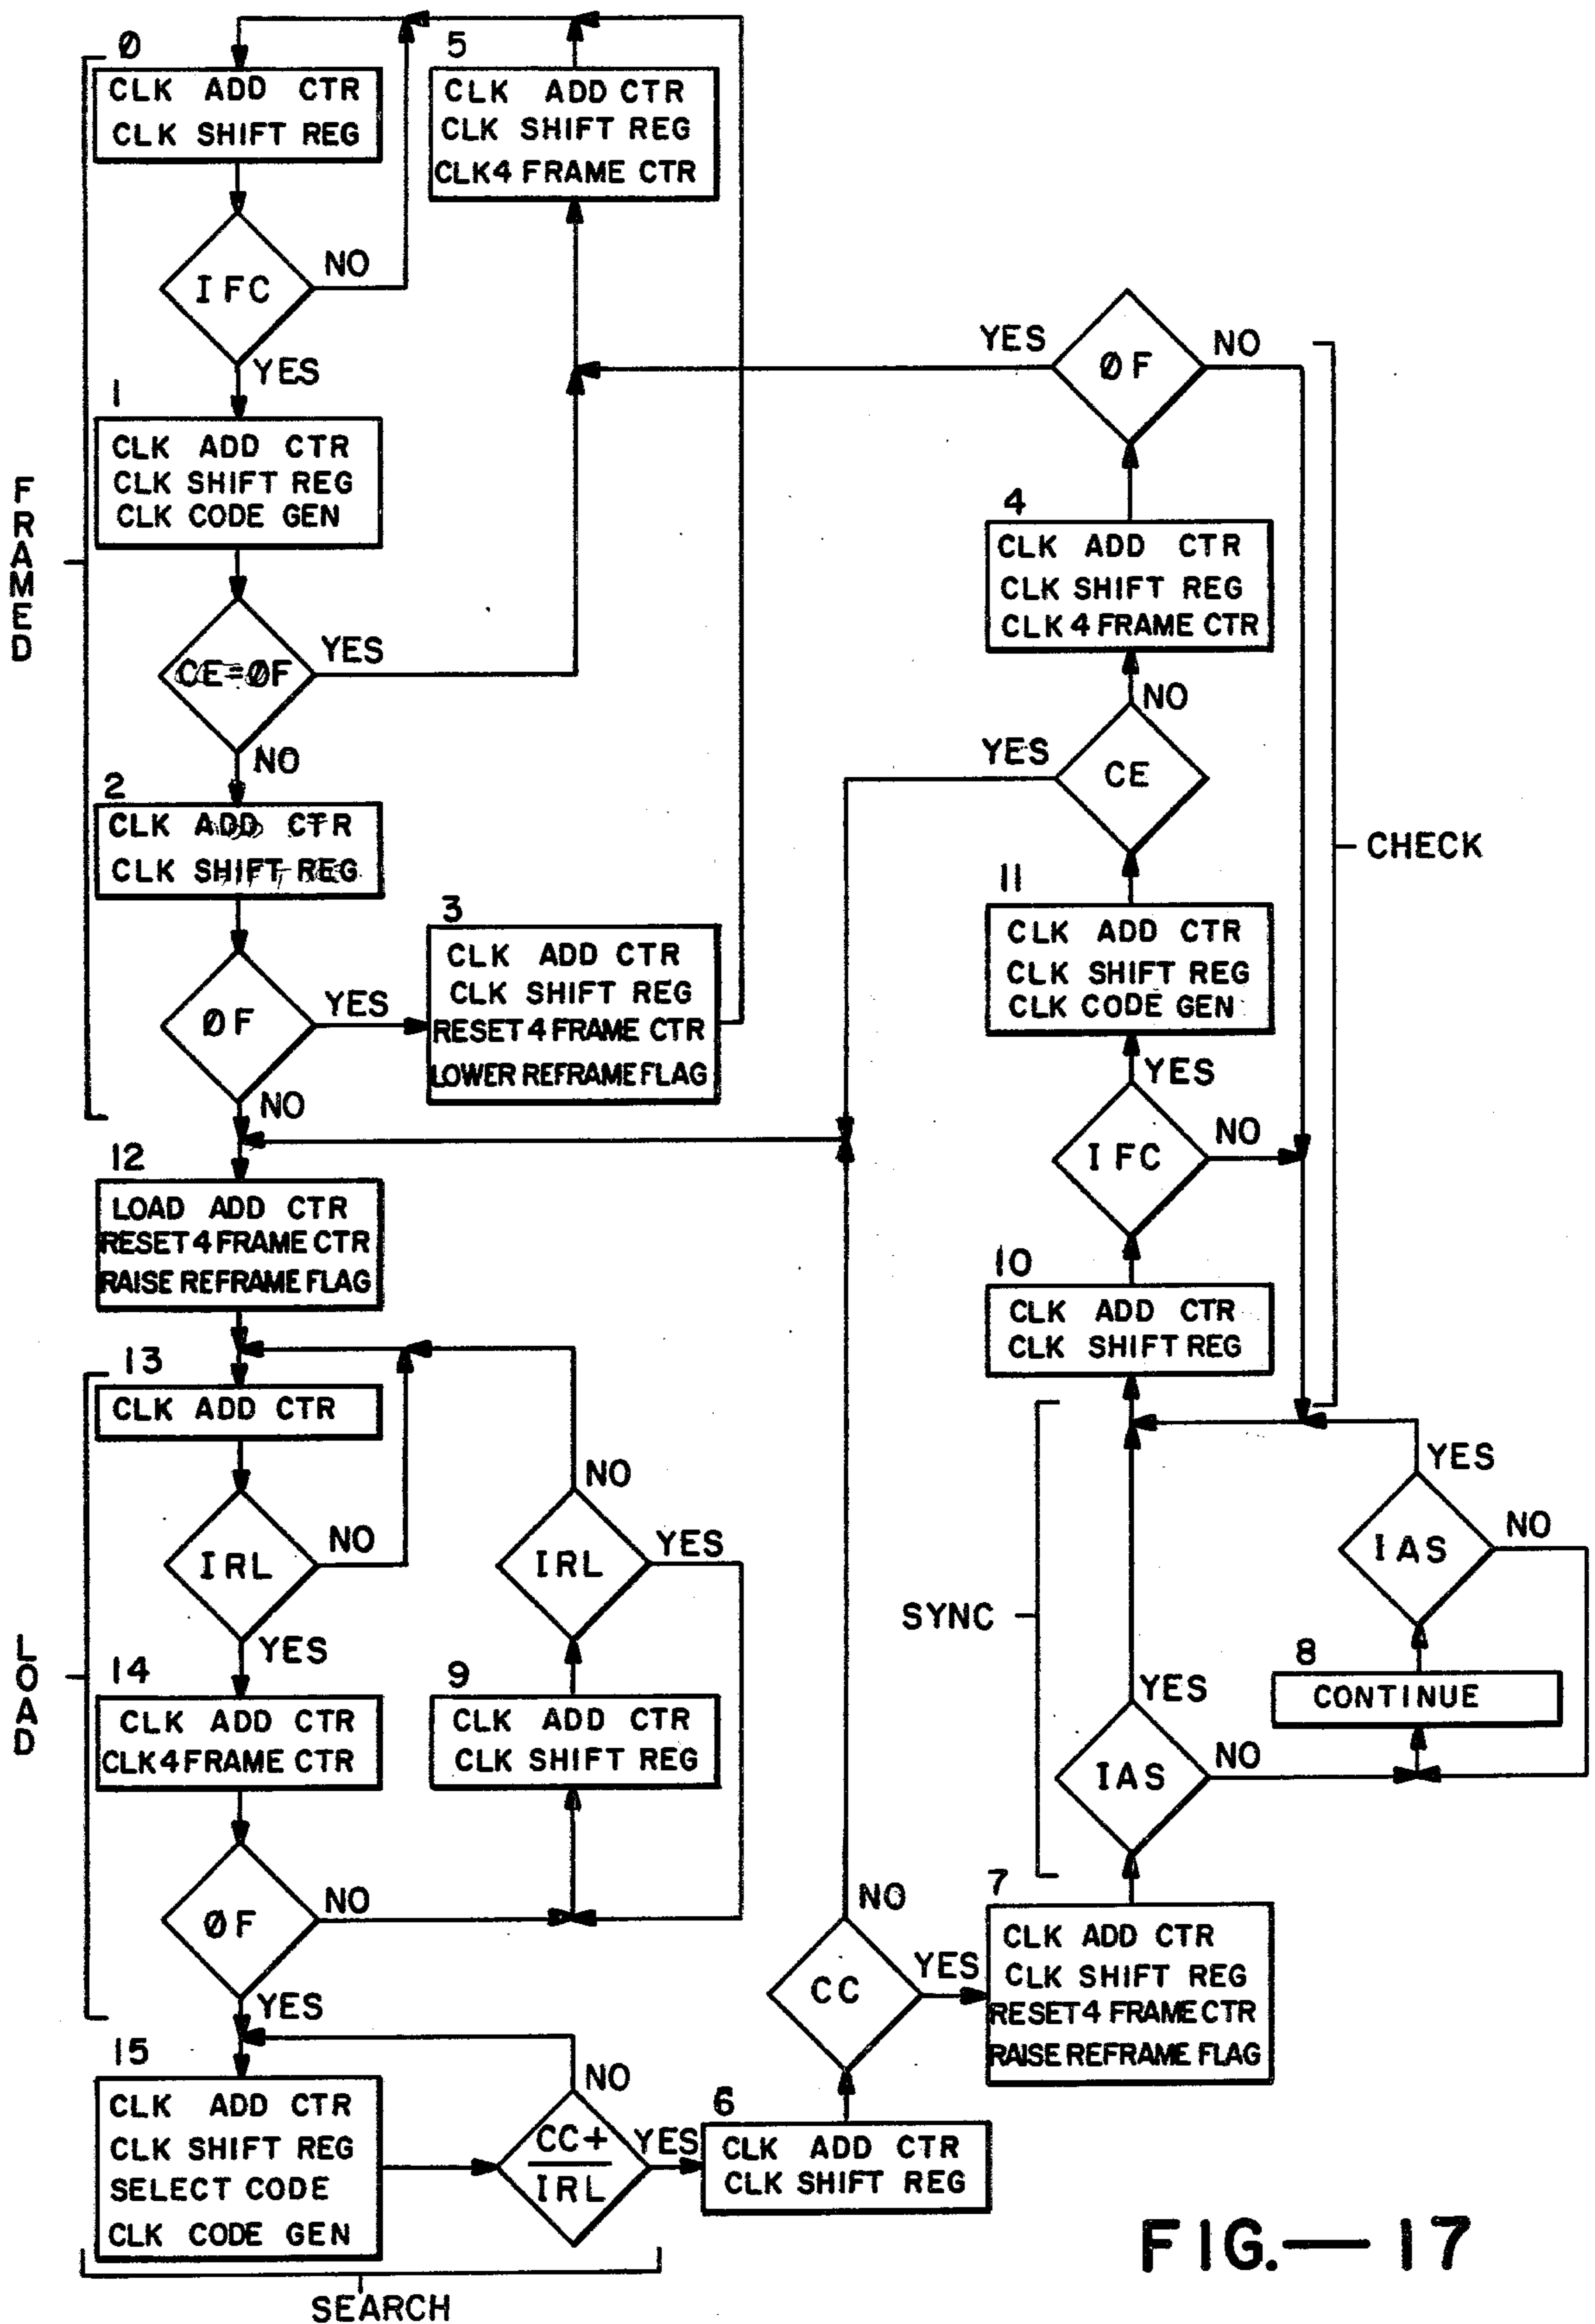 0
CLK ADD CTR
CLK SHIFT REG
IFC
NO
YES
1
CLK ADD CTR
CLK SHIFT REG
CLK CODE GEN
CE=ØF
YES
NO
2
CLK ADD CTR
CLK SHIFT REG
ØF
YES
NO
3
CLK ADD CTR
CLK SHIFT REG
RESET 4 FRAME CTR
LOWER REFRAME FLAG
5
CLK ADD CTR
CLK SHIFT REG
CLK4 FRAME CTR
FRAMED
12
LOAD ADD CTR
RESET 4 FRAME CTR
RAISE REFRAME FLAG
13
CLK ADD CTR
IRL
NO
YES
14
CLK ADD CTR
CLK4 FRAME CTR
ØF
NO
YES
9
CLK ADD CTR
CLK SHIFT REG
IRL
NO
YES
LOAD
15
CLK ADD CTR
CLK SHIFT REG
SELECT CODE
CLK CODE GEN
CC+
IRL
NO
YES
SEARCH
6
CLK ADD CTR
CLK SHIFT REG
CC
NO
YES
7
CLK ADD CTR
CLK SHIFT REG
RESET 4 FRAME CTR
RAISE REFRAME FLAG
IAS
YES
NO
8
CONTINUE
IAS
YES
NO
SYNC
10
CLK ADD CTR
CLK SHIFT REG
IFC
NO
YES
11
CLK ADD CTR
CLK SHIFT REG
CLK CODE GEN
CE
YES
NO
4
CLK ADD CTR
CLK SHIFT REG
CLK 4 FRAME CTR
ØF
YES
NO
CHECK
FIG.—17